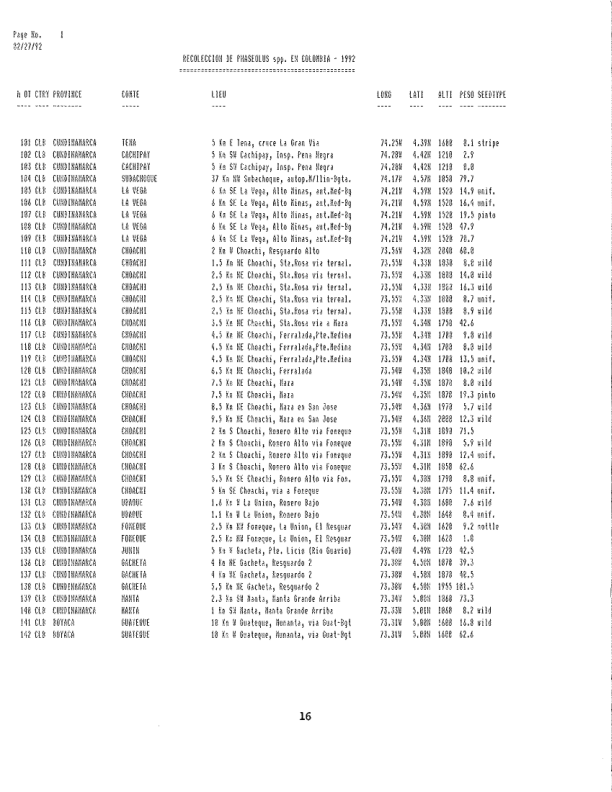 Page No. 1
02/27/92
RECOLECCION DE PHASEOLUS spp. EN COLOMBIA - 1992
# OT CTRY PROVINCE COMTE LIEU LONG LATI ALTI PESO SEEDTYPE
101 CLB CUNDINAMARCA TENA 5 Km E Tena, cruce La Gran Via 74.25W 4.39N 1600 0.1 stripe
102 CLB CUNDINAMARCA CACHIPAY 5 Km SW Cachipay, Insp. Pena Negra 74.28W 4.42N 1210 2.9
103 CLB CUNDINAMARCA CACHIPAY 5 Km SW Cachipay, Insp. Pena Negra 74.28W 4.42N 1210 0.0
104 CLB CUNDINAMARCA SUBACHOQUE 37 Km NW Subachoque, autop.M/llin-Bgta. 74.17W 4.57N 1850 79.7
105 CLB CUNDINAMARCA LA VEGA 6 Km SE La Vega, Alto Minas, aut.Med-Bg 74.21W 4.59N 1520 14.9 unif.
106 CLB CUNDINAMARCA LA VEGA 6 Km SE La Vega, Alto Minas, aut.Med-Bg 74.21W 4.59N 1520 16.4 unif.
107 CLB CUNDINAMARCA LA VEGA 6 Km SE La Vega, Alto Minas, aut.Med-Bg 74.21W 4.59N 1520 19.5 pinto
108 CLB CUNDINAMARCA LA VEGA 6 Km SE La Vega, Alto Minas, aut.Med-Bg 74.21W 4.59N 1520 47.9
109 CLB CUNDINAMARCA LA VEGA 6 Km SE La Vega, Alto Minas, aut.Med-Bg 74.21W 4.59N 1520 70.7
110 CLB CUNDINAMARCA CHOACHI 2 Km W Choachi, Resguardo Alto 73.56W 4.32N 2040 60.0
111 CLB CUNDINAMARCA CHOACHI 1.5 Km NE Choachi, Sta.Rosa via termal. 73.55W 4.33N 1830 8.2 wild
112 CLB CUNDINAMARCA CHOACHI 2.5 Km NE Choachi, Sta.Rosa via termal. 73.55W 4.33N 1800 14.0 wild
113 CLB CUNDINAMARCA CHOACHI 2.5 Km NE Choachi, Sta.Rosa via termal. 73.55W 4.33N 1800 16.3 wild
114 CLB CUNDINAMARCA CHOACHI 2.5 Km NE Choachi, Sta.Rosa via termal. 73.55W 4.33N 1800 8.7 unif.
115 CLB CUNDINAMARCA CHOACHI 2.5 Km NE Choachi, Sta.Rosa via termal. 73.55W 4.33N 1800 8.9 wild
116 CLB CUNDINAMARCA CHOACHI 3.5 Km NE Choachi, Sta.Rosa via a Naza 73.55W 4.34N 1750 42.6
117 CLB CUNDINAMARCA CHOACHI 4.5 Km NE Choachi, Ferralada,Pte.Medina 73.55W 4.34N 1700 9.8 wild
118 CLB CUNDINAMARCA CHOACHI 4.5 Km NE Choachi, Ferralada,Pte.Medina 73.55W 4.34N 1700 8.8 wild
119 CLB CUNDINAMARCA CHOACHI 4.5 Km NE Choachi, Ferralada,Pte.Medina 73.55W 4.34N 1700 13.5 unif.
120 CLB CUNDINAMARCA CHOACHI 6.5 Km NE Choachi, Ferralada 73.54W 4.35N 1840 10.2 wild
121 CLB CUNDINAMARCA CHOACHI 7.5 Km NE Choachi, Naza 73.54W 4.35N 1870 8.0 wild
122 CLB CUNDINAMARCA CHOACHI 7.5 Km NE Choachi, Naza 73.54W 4.35N 1870 19.3 pinto
123 CLB CUNDINAMARCA CHOACHI 8.5 Km NE Choachi, Naza en San Jose 73.54W 4.36N 1970 5.7 wild
124 CLB CUNDINAMARCA CHOACHI 9.5 Km NE Choachi, Naza en San Jose 73.54W 4.36N 2000 12.3 wild
125 CLB CUNDINAMARCA CHOACHI 2 Km S Choachi, Romero Alto via Fomeque 73.55W 4.31N 1890 75.5
126 CLB CUNDINAMARCA CHOACHI 2 Km S Choachi, Romero Alto via Fomeque 73.55W 4.31N 1890 5.9 wild
127 CLB CUNDINAMARCA CHOACHI 2 Km S Choachi, Romero Alto via Fomeque 73.55W 4.31N 1890 12.4 unif.
128 CLB CUNDINAMARCA CHOACHI 3 Km S Choachi, Romero Alto via Fomeque 73.55W 4.31N 1850 62.6
129 CLB CUNDINAMARCA CHOACHI 5.5 Km SE Choachi, Romero Alto via Fom. 73.55W 4.30N 1790 8.8 unif.
130 CLB CUNDINAMARCA CHOACHI 5 Km SE Choachi, via a Fomeque 73.55W 4.30N 1795 11.4 unif.
131 CLB CUNDINAMARCA UBAQUE 1.6 Km W La Union, Romero Bajo 73.54W 4.30N 1680 7.6 wild
132 CLB CUNDINAMARCA UBAQUE 1.1 Km W La Union, Romero Bajo 73.54W 4.30N 1640 8.4 unif.
133 CLB CUNDINAMARCA FOMEQUE 2.5 Km NW Fomeque, La Union, El Resguar 73.54W 4.30N 1620 9.2 mottle
134 CLB CUNDINAMARCA FOMEQUE 2.5 Km NW Fomeque, La Union, El Resguar 73.54W 4.30N 1620 1.0
135 CLB CUNDINAMARCA JUNIN 5 Km W Gacheta, Pte. Licio (Rio Guavio) 73.40W 4.49N 1720 42.5
136 CLB CUNDINAMARCA GACHETA 4 Km NE Gacheta, Resguardo 2 73.38W 4.50N 1870 39.3
137 CLB CUNDINAMARCA GACHETA 4 Km NE Gacheta, Resguardo 2 73.38W 4.50N 1870 40.5
138 CLB CUNDINAMARCA GACHETA 5.5 Km NE Gacheta, Resguardo 2 73.38W 4.50N 1955 101.5
139 CLB CUNDINAMARCA MANTA 2.3 Km SW Manta, Manta Grande Arriba 73.34W 5.00N 1860 73.3
140 CLB CUNDINAMARCA MANTA 1 Km SW Manta, Manta Grande Arriba 73.33W 5.01N 1860 8.2 wild
141 CLB BOYACA GUATEQUE 10 Km W Guateque, Munanta, via Guat-Bgt 73.31W 5.00N 1680 16.0 wild
142 CLB BOYACA GUATEQUE 10 Km W Guateque, Munanta, via Guat-Bgt 73.31W 5.00N 1680 62.6
16